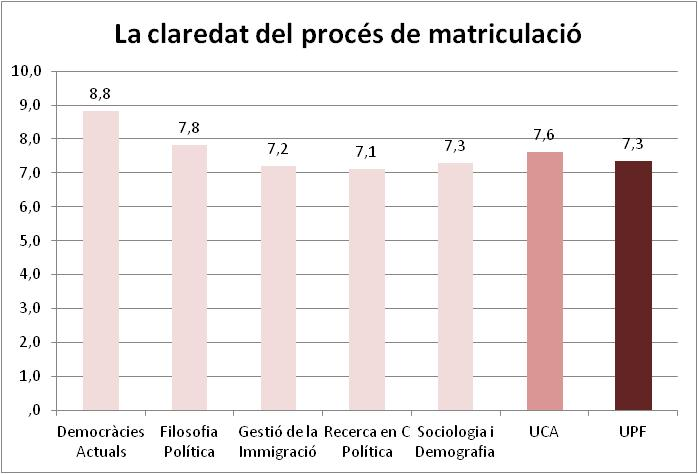 La claredat del procés de matriculació
10,0
9,0
8,0
7,0
6,0
5,0
4,0
3,0
2,0
1,0
,0
8,8
7,8
7,2
7,1
7,3
7,6
7,3
Democràcies
Actuals
Filosofia
Política
Gestió de la
Immigració
Recerca en C
Política
Sociologia i
Demografia
UCA
UPF